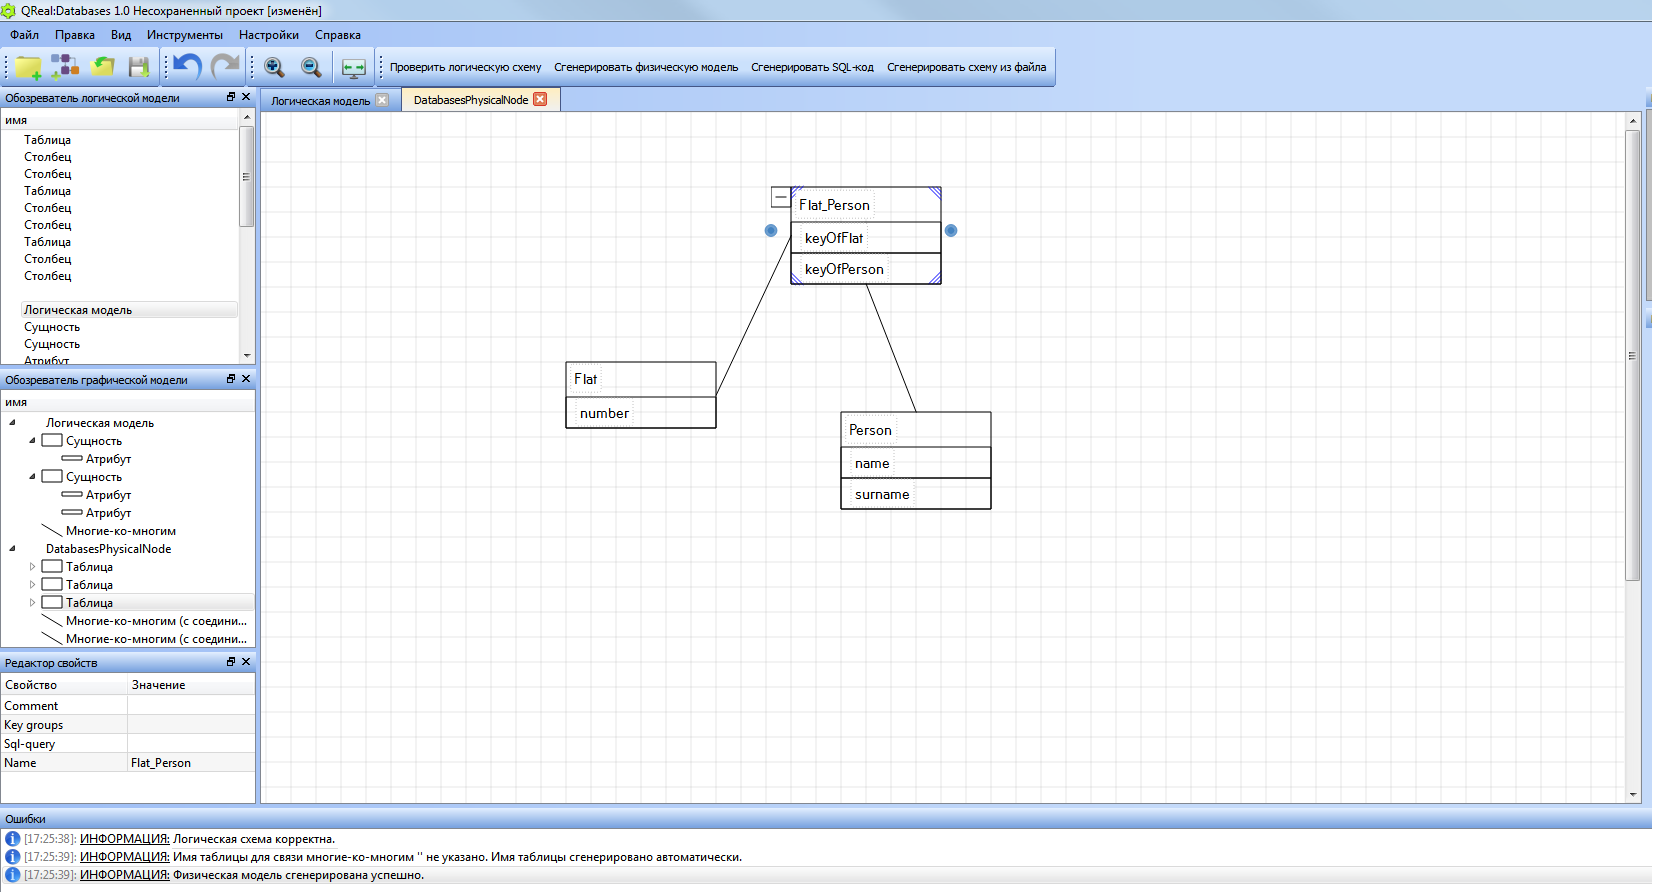 QReal:Databases 1.0 Несохраненный проект [изменён]
Файл Правка Вид Инструменты Настройки Справка
Проверить логическую схему Сгенерировать физическую модель Сгенерировать SQL-код Сгенерировать схему из файла
Обозреватель логической модели
имя
Таблица
Столбец
Столбец
Таблица
Столбец
Столбец
Таблица
Столбец
Столбец
Логическая модель
Сущность
Сущность
Атрибут
Обозреватель графической модели
имя
Логическая модель
Сущность
Атрибут
Сущность
Атрибут
Атрибут
Многие-ко-многим
DatabasesPhysicalNode
Таблица
Таблица
Таблица
Многие-ко-многим (с соедини...
Многие-ко-многим (с соедини...
Редактор свойств
Свойство Значение
Comment
Key groups
Sql-query
Name Flat_Person
Логическая модель DatabasesPhysicalNode
Flat_Person
keyOfFlat
keyOfPerson
Flat
number
Person
name
surname
Ошибки
[17:25:38]: ИНФОРМАЦИЯ: Логическая схема корректна.
[17:25:39]: ИНФОРМАЦИЯ: Имя таблицы для связи многие-ко-многим '' не указано. Имя таблицы сгенерировано автоматически.
[17:25:39]: ИНФОРМАЦИЯ: Физическая модель сгенерирована успешно.